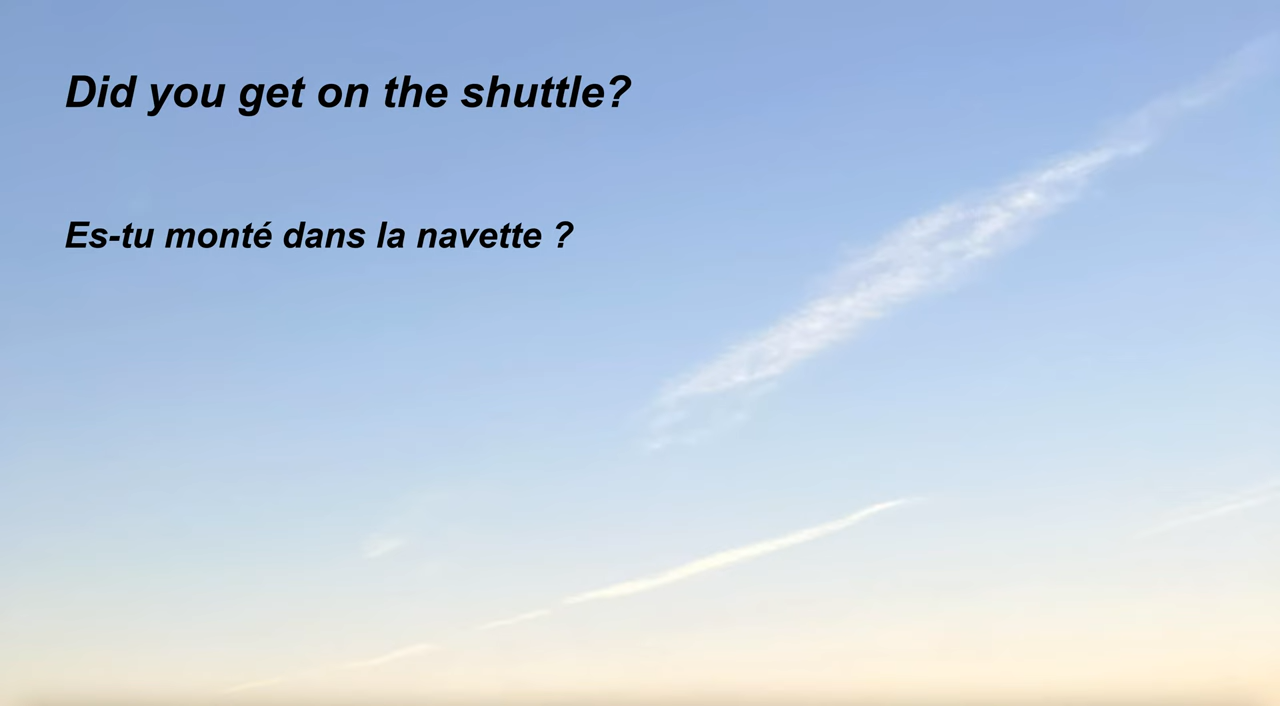 Did you get on the shuttle?
Es-tu monté dans la navette ?